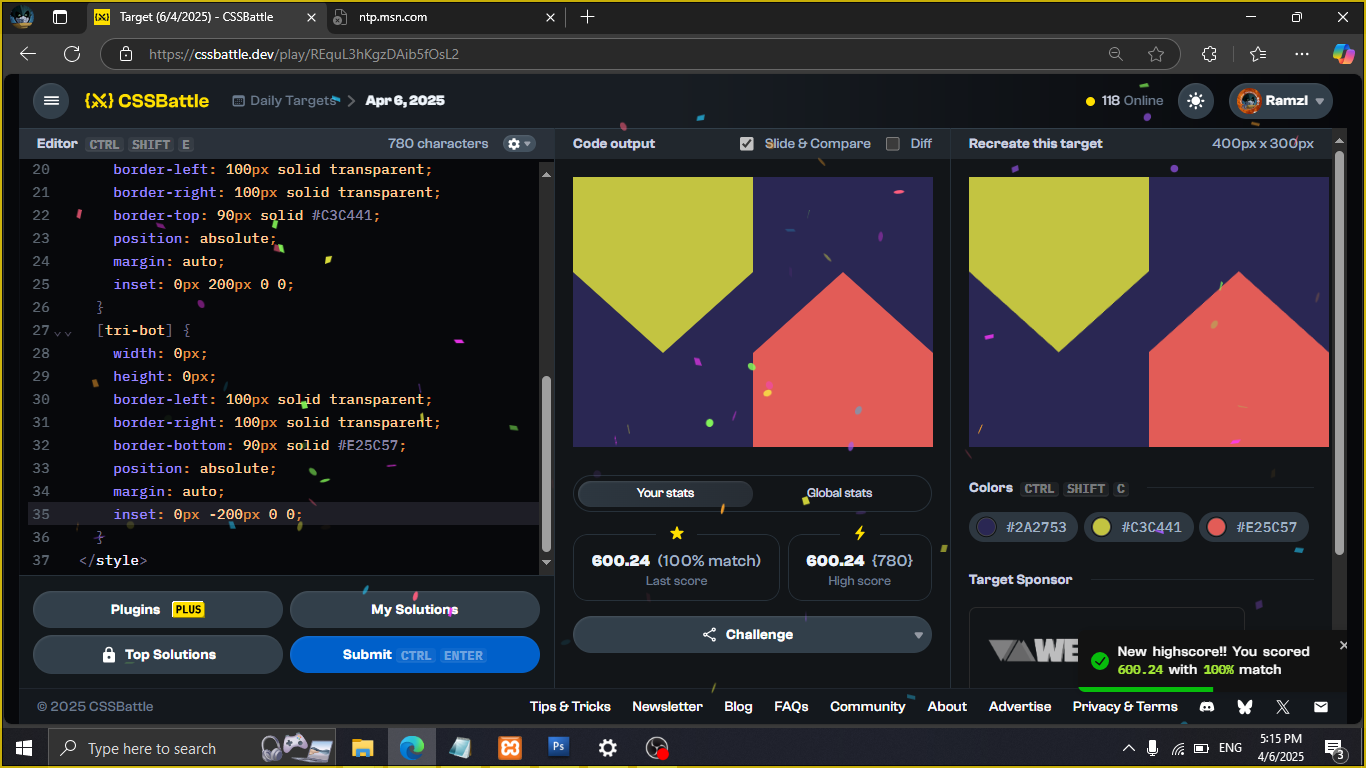 Target (6/4/2025) - CSSBattle
ntp.msn.com
https://cssbattle.dev/play/REquL3hKgzDAib5fOsL2
{X} CSSBattle
Daily Targets
Apr 6, 2025
118 Online
Ramzl
Editor CTRL SHIFT E
780 characters
Code output
Slide & Compare
Diff
Recreate this target
400px x 300px
20 border-left: 100px solid transparent;
21 border-right: 100px solid transparent;
22 border-top: 90px solid #C3C441;
23 position: absolute;
24 margin: auto;
25 inset: 0px 200px 0 0;
26 }
27 [tri-bot] {
28 width: 0px;
29 height: 0px;
30 border-left: 100px solid transparent;
31 border-right: 100px solid transparent;
32 border-bottom: 90px solid #E25C57;
33 position: absolute;
34 margin: auto;
35 inset: 0px -200px 0 0;
36 }
37 </style>
Your stats
Global stats
600.24 (100% match)
Last score
600.24 {780}
High score
Challenge
Colors CTRL SHIFT C
#2A2753
#C3C441
#E25C57
Target Sponsor
WE
New highscore!! You scored
600.24 with 100% match
Plugins PLUS
My Solutions
Top Solutions
Submit CTRL ENTER
© 2025 CSSBattle
Tips & Tricks
Newsletter
Blog
FAQs
Community
About
Advertise
Privacy & Terms
Type here to search
Ps
ENG
5:15 PM
4/6/2025
3